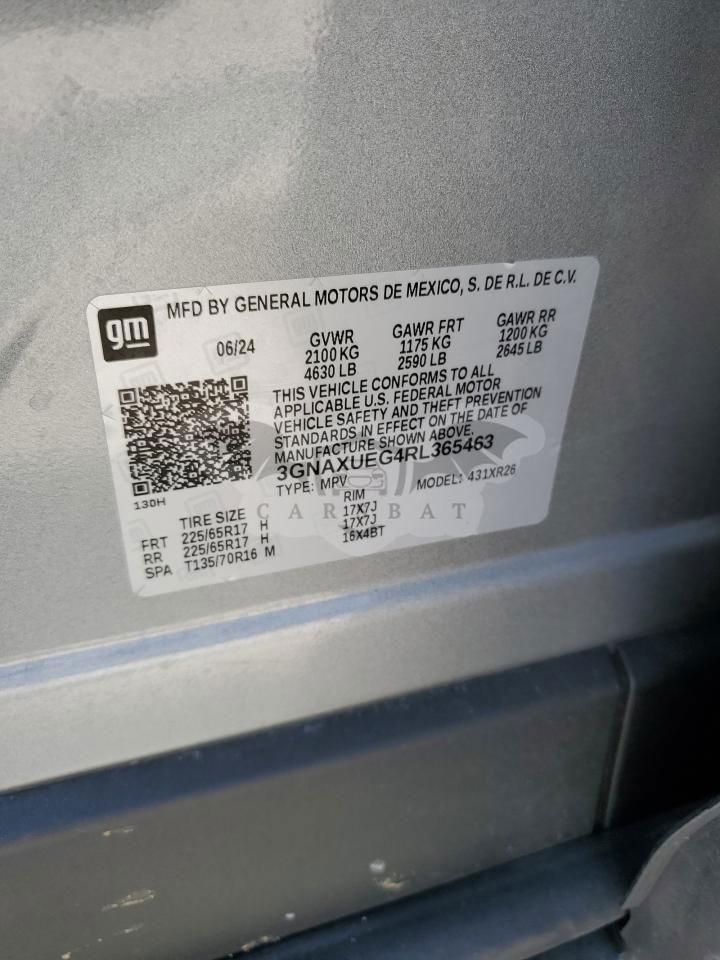 gm
MFD BY GENERAL MOTORS DE MEXICO, S. DE R.L. DE C.V.
06/24 GVWR GAWR FRT GAWR RR
2100 KG 1175 KG 1200 KG
4630 LB 2590 LB 2645 LB
THIS VEHICLE CONFORMS TO ALL
APPLICABLE U.S. FEDERAL MOTOR
VEHICLE SAFETY AND THEFT PREVENTION
STANDARDS IN EFFECT ON THE DATE OF
MANUFACTURE SHOWN ABOVE.
3GNAXUEG4RL365463
TYPE: MPV MODEL: 431XR26
130H
TIRE SIZE RIM
FRT 225/65R17 H 17X7J
RR 225/65R17 H 17X7J
SPA T135/70R16 M 16X4BT
CAR BAT